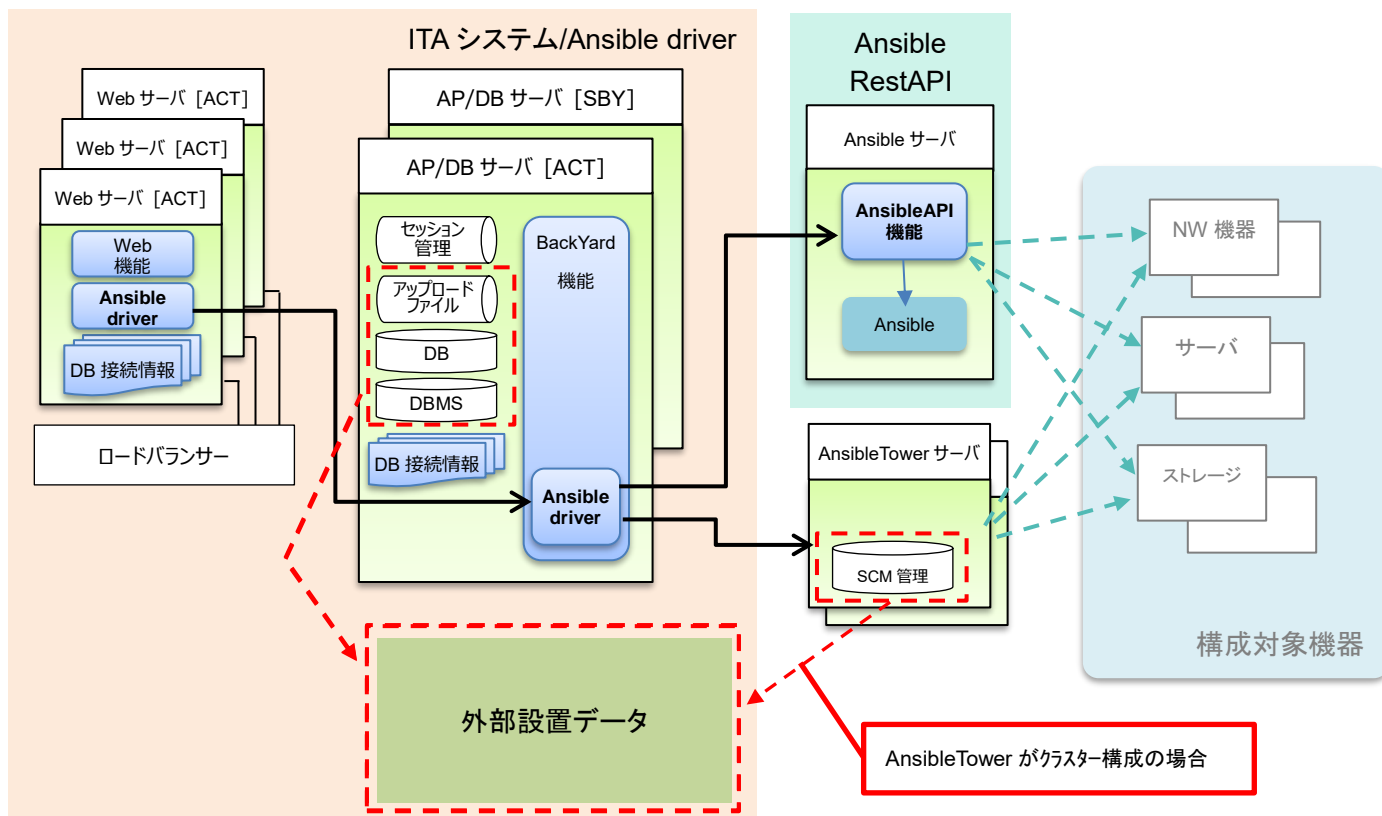 ITA システム/Ansible driver
Web サーバ [ACT]
Web サーバ [ACT]
Web サーバ [ACT]
Web
機能
Ansible
driver
DB 接続情報
ロードバランサー
AP/DB サーバ [SBY]
AP/DB サーバ [ACT]
セッション
管理
アップロード
ファイル
DB
DBMS
DB 接続情報
BackYard
機能
Ansible
driver
外部設置データ
Ansible
RestAPI
Ansible サーバ
AnsibleAPI
機能
Ansible
AnsibleTower サーバ
SCM 管理
NW 機器
サーバ
ストレージ
構成対象機器
AnsibleTower がクラスター構成の場合